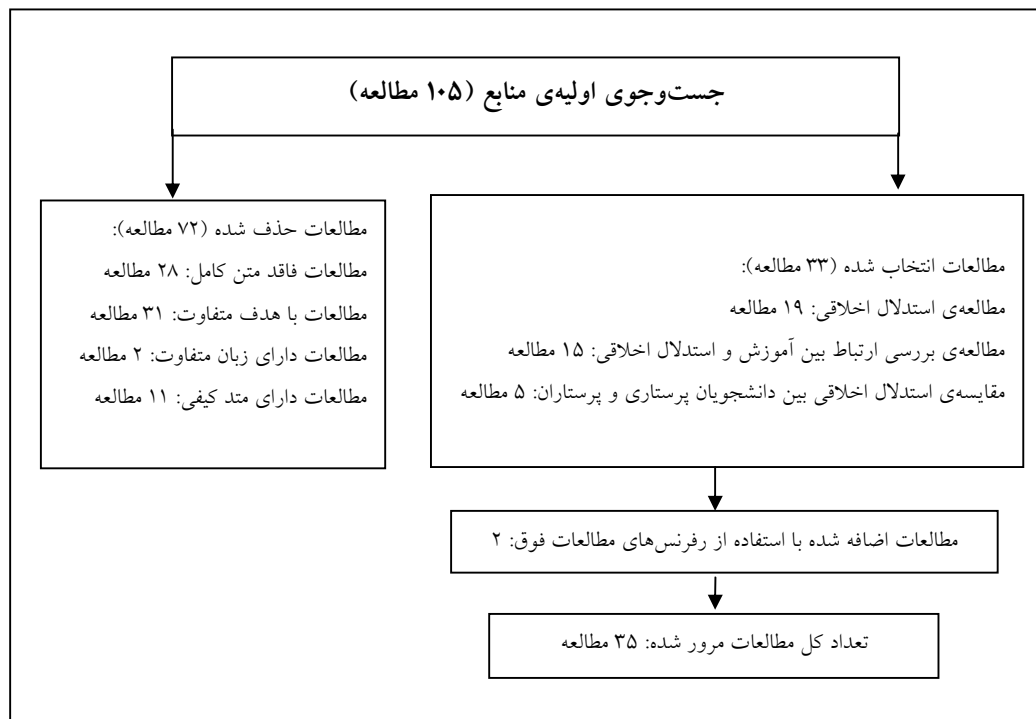 جست‌وجوی اولیه‌ی منابع (۱۰۵ مطالعه)
مطالعات انتخاب شده (۳۳ مطالعه):
مطالعه‌ی استدلال اخلاقی: ۱۹ مطالعه
مطالعه‌ی بررسی ارتباط بین آموزش و استدلال اخلاقی: ۱۵ مطالعه
مقایسه‌ی استدلال اخلاقی بین دانشجویان پرستاری و پرستاران: ۵ مطالعه
مطالعات حذف شده (۷۲ مطالعه):
مطالعات فاقد متن کامل: ۲۸ مطالعه
مطالعات با هدف متفاوت: ۳۱ مطالعه
مطالعات دارای زبان متفاوت: ۲ مطالعه
مطالعات دارای متد کیفی: ۱۱ مطالعه
مطالعات اضافه شده با استفاده از رفرنس‌های مطالعات فوق: ۲
تعداد کل مطالعات مرور شده: ۳۵ مطالعه